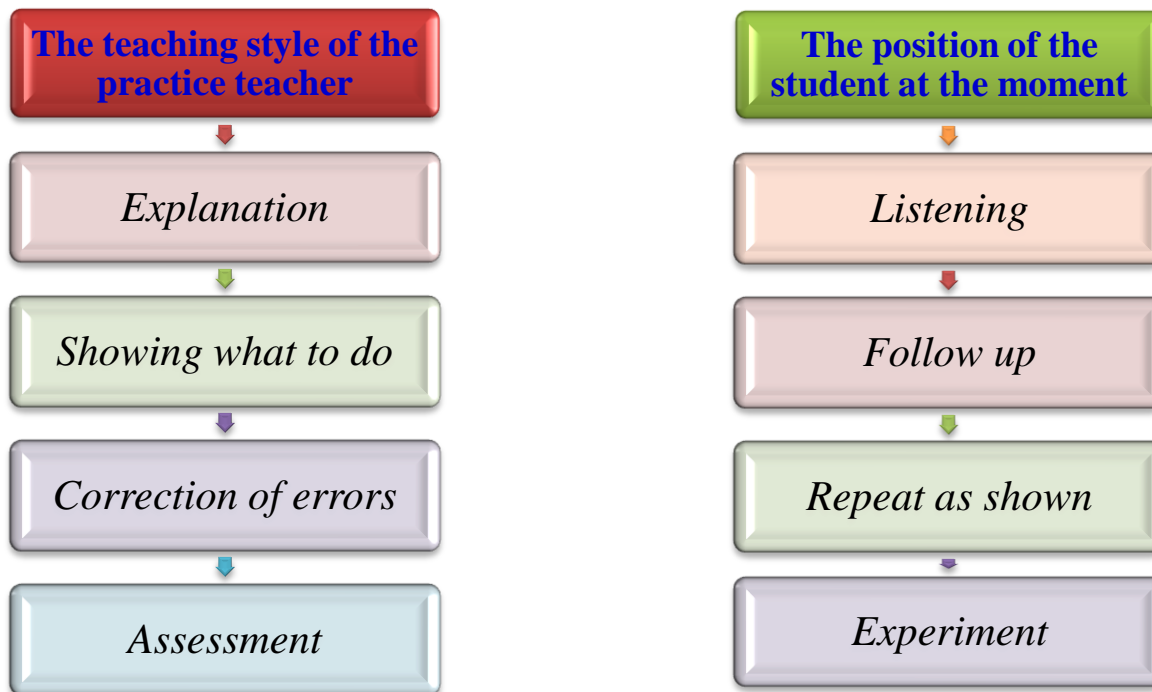 The teaching style of the
practice teacher
Explanation
Showing what to do
Correction of errors
Assessment
The position of the
student at the moment
Listening
Follow up
Repeat as shown
Experiment